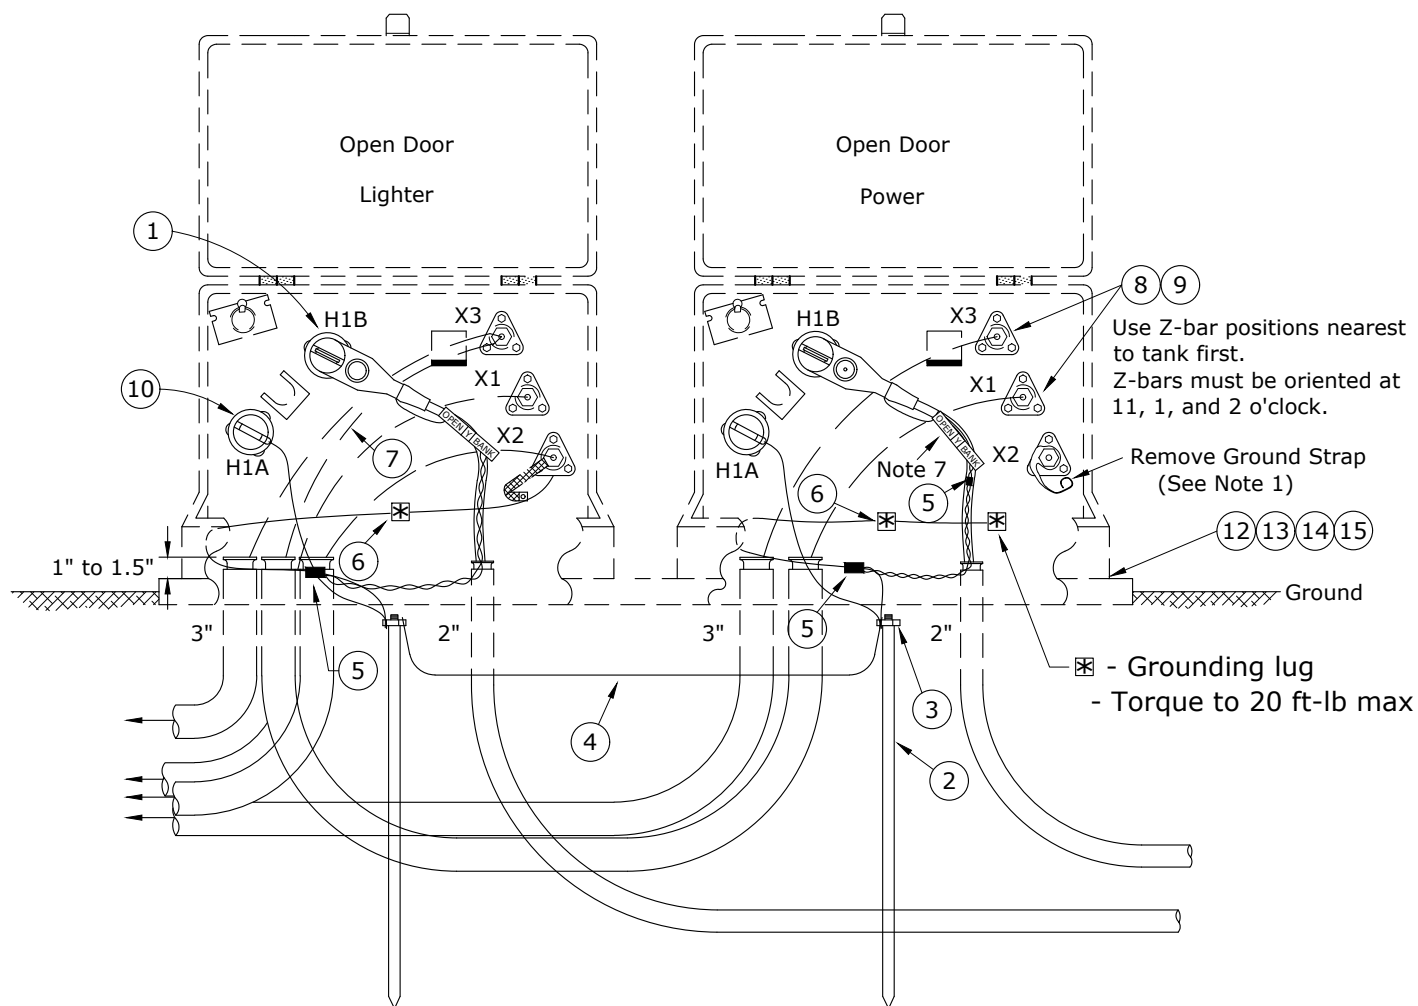 Open Door
Lighter
Open Door
Power
1
8
9
H1B
X3
H1B
X3
Use Z-bar positions nearest
to tank first.
Z-bars must be oriented at
11, 1, and 2 o'clock.
10
X1
X1
OPEN Y BANK
OPEN Y BANK
7
X2
X2
H1A
H1A
Note 7
Remove Ground Strap
(See Note 1)
6
5
6
12
13
14
15
1" to 1.5"
Ground
3"
2"
3"
5
2"
5
- Grounding lug
- Torque to 20 ft-lb max
3
4
2